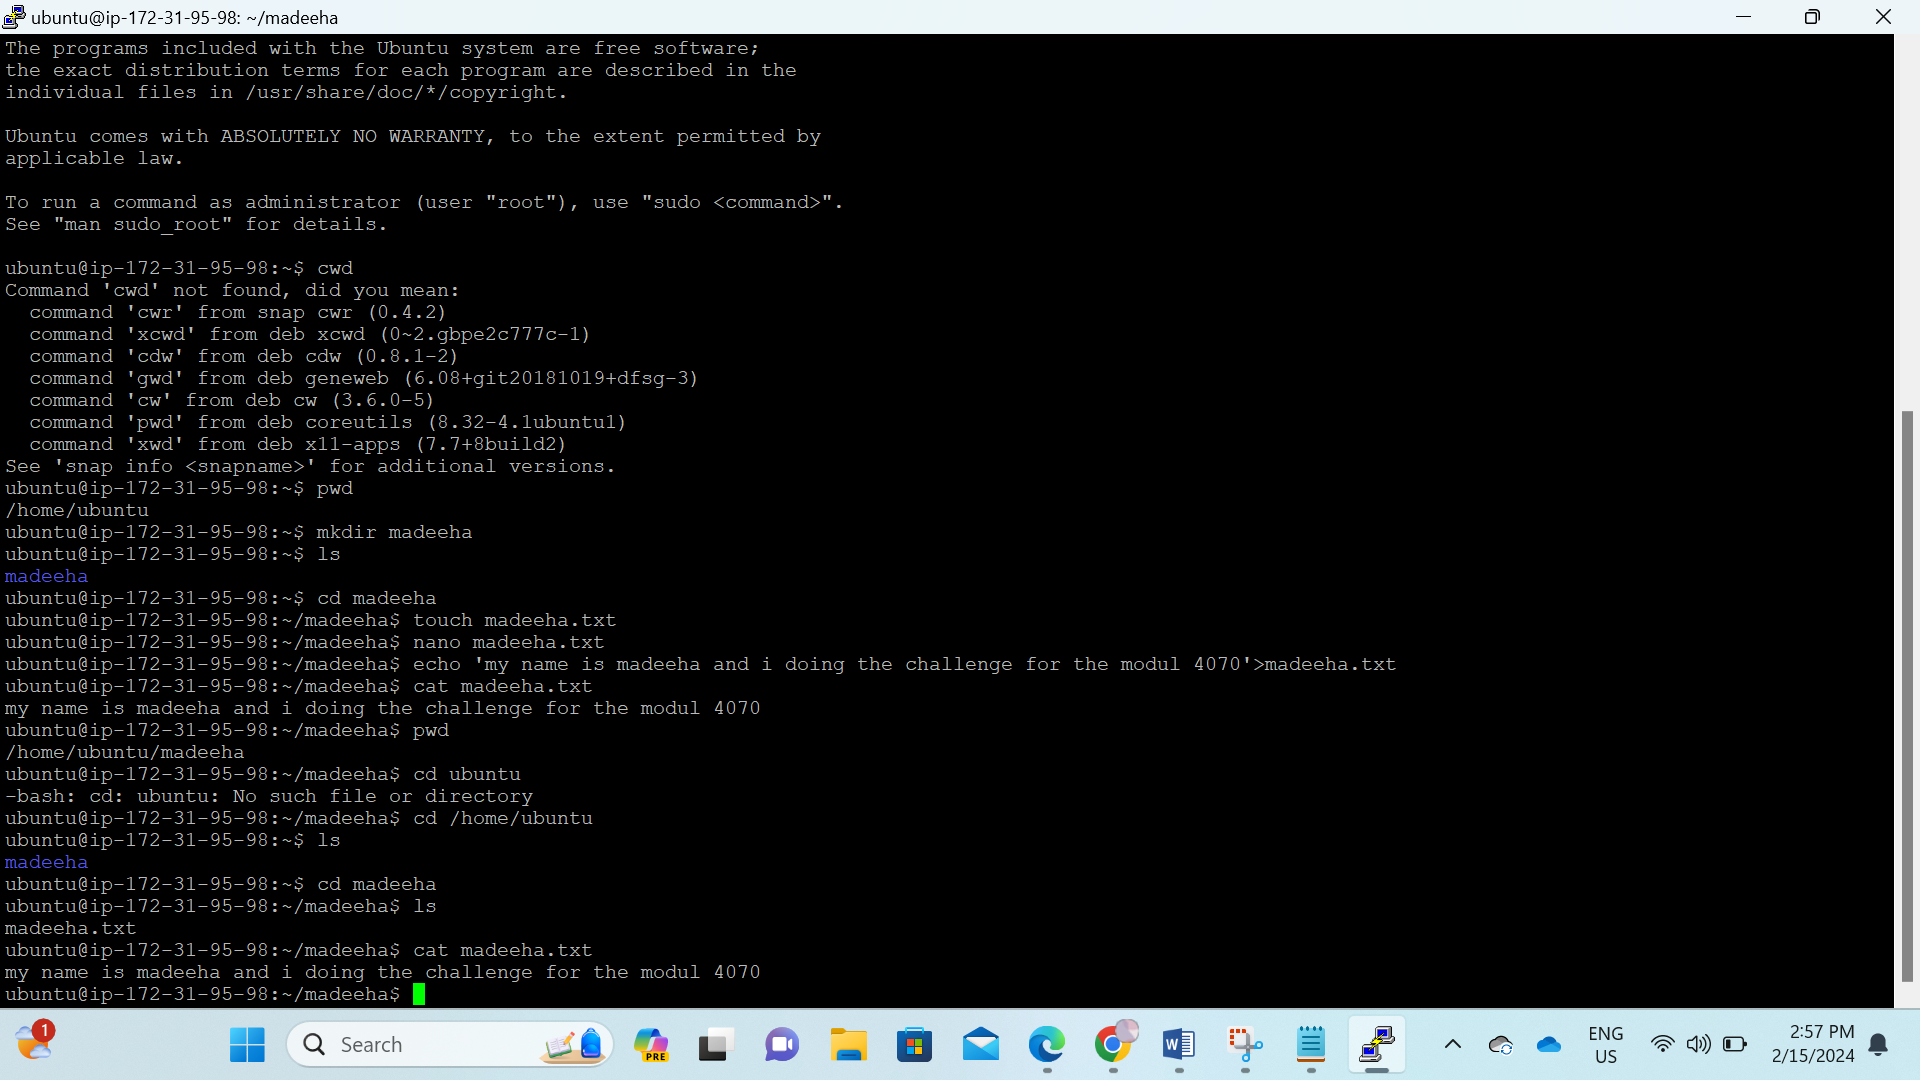 ubuntu@ip-172-31-95-98: ~/madeeha
The programs included with the Ubuntu system are free software;
the exact distribution terms for each program are described in the
individual files in /usr/share/doc/*/copyright.
Ubuntu comes with ABSOLUTELY NO WARRANTY, to the extent permitted by
applicable law.
To run a command as administrator (user "root"), use "sudo <command>".
See "man sudo_root" for details.
ubuntu@ip-172-31-95-98:~$ cwd
Command 'cwd' not found, did you mean:
  command 'cwr' from snap cwr (0.4.2)
  command 'xcwd' from deb xcwd (0~2.gbpe2c777c-1)
  command 'cdw' from deb cdw (0.8.1-2)
  command 'gwd' from deb geneweb (6.08+git20181019+dfsg-3)
  command 'cw' from deb cw (3.6.0-5)
  command 'pwd' from deb coreutils (8.32-4.1ubuntu1)
  command 'xwd' from deb x11-apps (7.7+8build2)
See 'snap info <snapname>' for additional versions.
ubuntu@ip-172-31-95-98:~$ pwd
/home/ubuntu
ubuntu@ip-172-31-95-98:~$ mkdir madeeha
ubuntu@ip-172-31-95-98:~$ ls
madeeha
ubuntu@ip-172-31-95-98:~$ cd madeeha
ubuntu@ip-172-31-95-98:~/madeeha$ touch madeeha.txt
ubuntu@ip-172-31-95-98:~/madeeha$ nano madeeha.txt
ubuntu@ip-172-31-95-98:~/madeeha$ echo 'my name is madeeha and i doing the challenge for the modul 4070'>madeeha.txt
ubuntu@ip-172-31-95-98:~/madeeha$ cat madeeha.txt
my name is madeeha and i doing the challenge for the modul 4070
ubuntu@ip-172-31-95-98:~/madeeha$ pwd
/home/ubuntu/madeeha
ubuntu@ip-172-31-95-98:~/madeeha$ cd ubuntu
-bash: cd: ubuntu: No such file or directory
ubuntu@ip-172-31-95-98:~/madeeha$ cd /home/ubuntu
ubuntu@ip-172-31-95-98:~$ ls
madeeha
ubuntu@ip-172-31-95-98:~$ cd madeeha
ubuntu@ip-172-31-95-98:~/madeeha$ ls
madeeha.txt
ubuntu@ip-172-31-95-98:~/madeeha$ cat madeeha.txt
my name is madeeha and i doing the challenge for the modul 4070
ubuntu@ip-172-31-95-98:~/madeeha$
1
Search
PRE
W
ENG
US
2:57 PM
2/15/2024